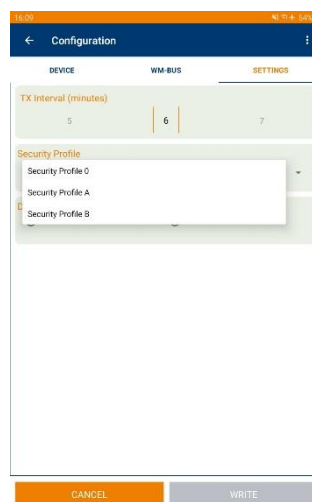 16:09 54%
Configuration
DEVICE WM-BUS SETTINGS
TX Interval (minutes)
5 6 7
Security Profile
Security Profile 0
Security Profile A
Security Profile B
CANCEL WRITE